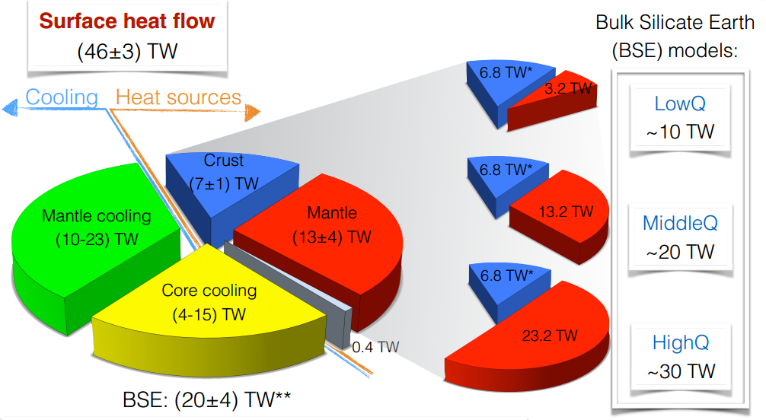 Surface heat flow
(46±3) TW
Cooling
Heat sources
Crust
(7±1) TW
Mantle cooling
(10-23) TW
Mantle
(13±4) TW
Core cooling
(4-15) TW
0.4 TW
BSE: (20±4) TW**
6.8 TW*
3.2 TW
6.8 TW*
13.2 TW
6.8 TW*
23.2 TW
Bulk Silicate Earth
(BSE) models:
LowQ
~10 TW
MiddleQ
~20 TW
HighQ
~30 TW